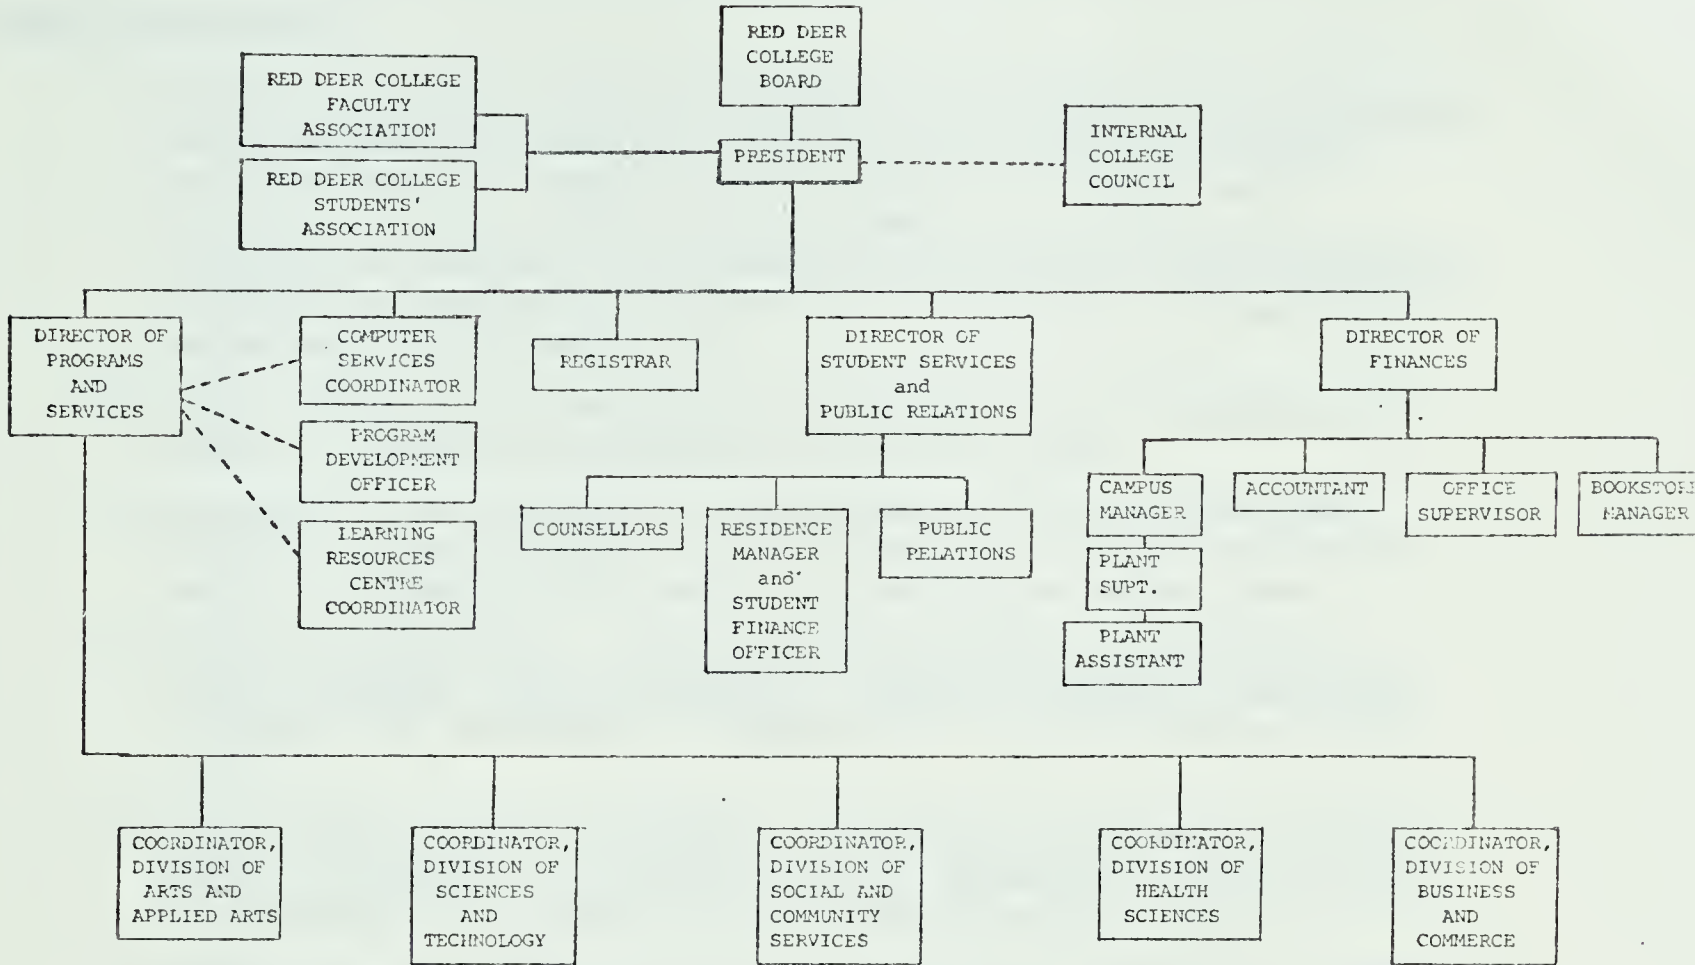 RED DEER
COLLEGE
BOARD
RED DEER COLLEGE
FACULTY
ASSOCIATION
RED DEER COLLEGE
STUDENTS'
ASSOCIATION
PRESIDENT
INTERNAL
COLLEGE
COUNCIL
DIRECTOR OF
PROGRAMS
AND
SERVICES
COMPUTER
SERVICES
COORDINATOR
PROGRAM
DEVELOPMENT
OFFICER
LEARNING
RESOURCES
CENTRE
COORDINATOR
REGISTRAR
DIRECTOR OF
STUDENT SERVICES
and
PUBLIC RELATIONS
DIRECTOR OF
FINANCES
COUNSELLORS
RESIDENCE
MANAGER
and
STUDENT
FINANCE
OFFICER
PUBLIC
RELATIONS
CAMPUS
MANAGER
PLANT
SUPT.
PLANT
ASSISTANT
ACCOUNTANT
OFFICE
SUPERVISOR
BOOKSTORE
MANAGER
COORDINATOR,
DIVISION OF
ARTS AND
APPLIED ARTS
COORDINATOR,
DIVISION OF
SCIENCES
AND
TECHNOLOGY
COORDINATOR,
DIVISION OF
SOCIAL AND
COMMUNITY
SERVICES
COORDINATOR,
DIVISION OF
HEALTH
SCIENCES
COORDINATOR,
DIVISION OF
BUSINESS
AND
COMMERCE